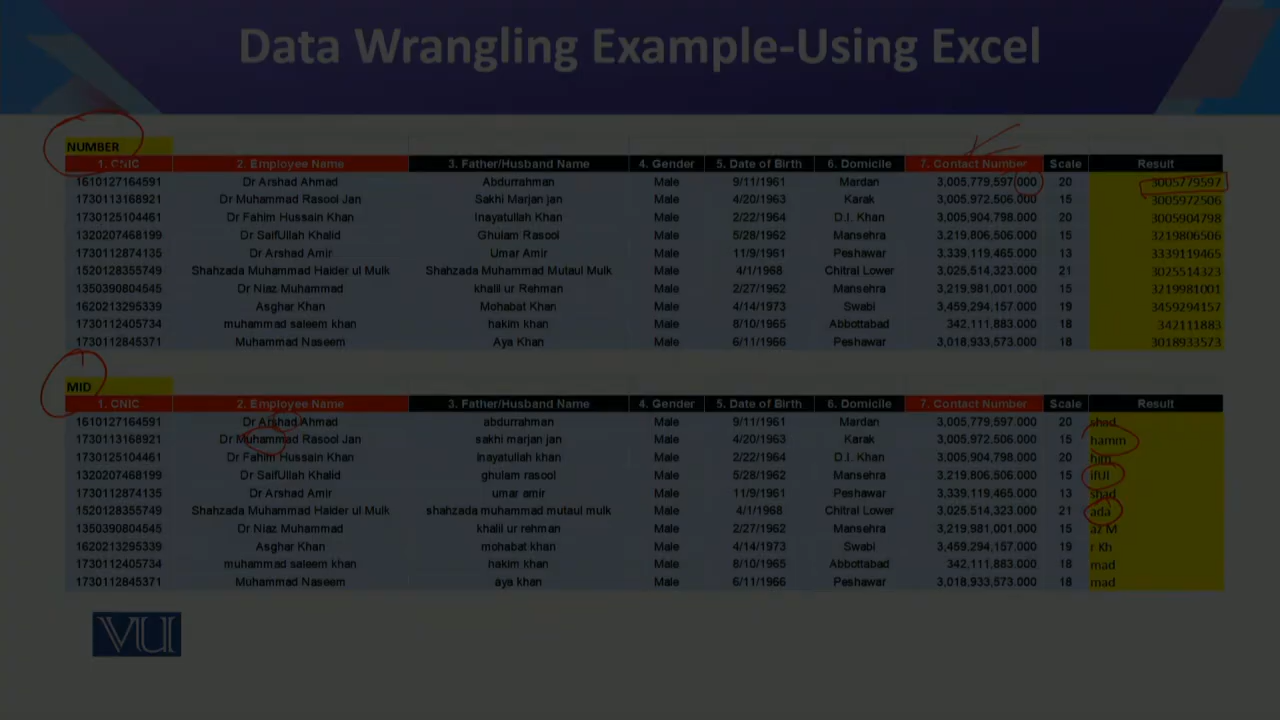 Data Wrangling Example-Using Excel
NUMBER
1. CNIC 2. Employee Name 3. Father/Husband Name 4. Gender 5. Date of Birth 6. Domicile 7. Contact Number Scale Result
1610127164591 Dr Arshad Ahmad Abdurrahman Male 9/11/1961 Mardan 3,005,779,597.000 20 3005779597
1730113168921 Dr Muhammad Rasool Jan Sakhi Marjan jan Male 4/20/1963 Karak 3,005,972,506.000 15 3005972506
1730125104461 Dr Fahim Hussain Khan Inayatullah Khan Male 2/22/1964 D.I. Khan 3,005,904,798.000 20 3005904798
1320207468199 Dr SaifUllah Khalid Ghulam Rasool Male 5/28/1962 Mansehra 3,219,806,506.000 15 3219806506
1730112874135 Dr Arshad Amir Umar Amir Male 11/9/1961 Peshawar 3,339,119,465.000 13 3339119465
1520128355749 Shahzada Muhammad Haider ul Mulk Shahzada Muhammad Mutaul Mulk Male 4/1/1968 Chitral Lower 3,025,514,323.000 21 3025514323
1350390804545 Dr Niaz Muhammad khalil ur Rehman Male 2/27/1962 Mansehra 3,219,981,001.000 15 3219981001
1620213295339 Asghar Khan Mohabat Khan Male 4/14/1973 Swabi 3,459,294,157.000 19 3459294157
1730112405734 muhammad saleem khan hakim khan Male 8/10/1965 Abbottabad 342,111,883.000 18 342111883
1730112845371 Muhammad Naseem Aya Khan Male 6/11/1966 Peshawar 3,018,933,573.000 18 3018933573
MID
1. CNIC 2. Employee Name 3. Father/Husband Name 4. Gender 5. Date of Birth 6. Domicile 7. Contact Number Scale Result
1610127164591 Dr Arshad Ahmad abdurrahman Male 9/11/1961 Mardan 3,005,779,597.000 20 shad
1730113168921 Dr Muhammad Rasool Jan sakhi marjan jan Male 4/20/1963 Karak 3,005,972,506.000 15 hamm
1730125104461 Dr Fahim Hussain Khan inayatullah khan Male 2/22/1964 D.I. Khan 3,005,904,798.000 20 him
1320207468199 Dr SaifUllah Khalid ghulam rasool Male 5/28/1962 Mansehra 3,219,806,506.000 15 ifUl
1730112874135 Dr Arshad Amir umar amir Male 11/9/1961 Peshawar 3,339,119,465.000 13 shad
1520128355749 Shahzada Muhammad Haider ul Mulk shahzada muhammad mutaul mulk Male 4/1/1968 Chitral Lower 3,025,514,323.000 21 ada
1350390804545 Dr Niaz Muhammad khalil ur rehman Male 2/27/1962 Mansehra 3,219,981,001.000 15 az M
1620213295339 Asghar Khan mohabat khan Male 4/14/1973 Swabi 3,459,294,157.000 19 r Kh
1730112405734 muhammad saleem khan hakim khan Male 8/10/1965 Abbottabad 342,111,883.000 18 mad
1730112845371 Muhammad Naseem aya khan Male 6/11/1966 Peshawar 3,018,933,573.000 18 mad
VU